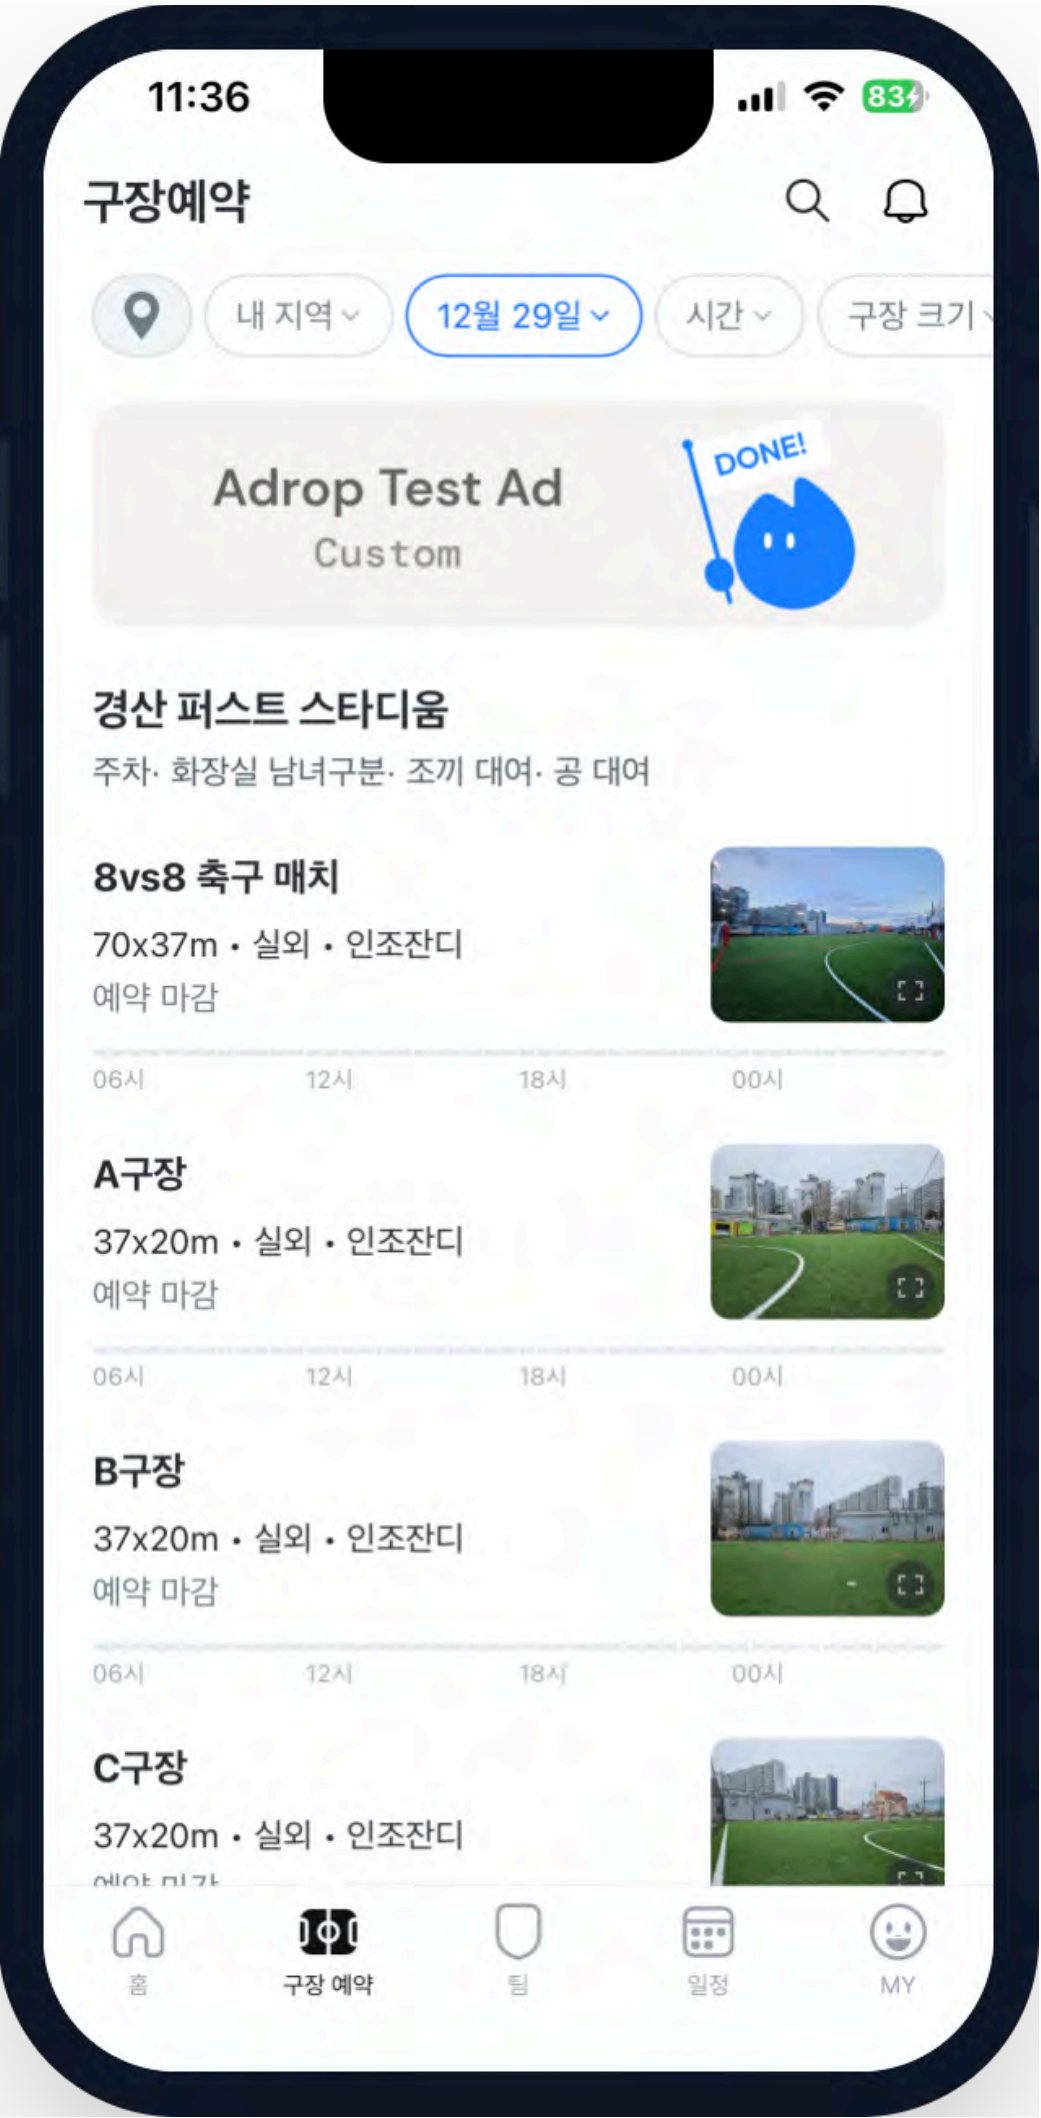 11:36
83
구장예약
내 지역
12월 29일
시간
구장 크기
Adrop Test Ad
Custom
DONE!
경산 퍼스트 스타디움
주차· 화장실 남녀구분· 조끼 대여· 공 대여
8vs8 축구 매치
70x37m • 실외 • 인조잔디
예약 마감
06시 12시 18시 00시
A구장
37x20m • 실외 • 인조잔디
예약 마감
06시 12시 18시 00시
B구장
37x20m • 실외 • 인조잔디
예약 마감
06시 12시 18시 00시
C구장
37x20m • 실외 • 인조잔디
예약 마감
홈
구장 예약
팀
일정
MY